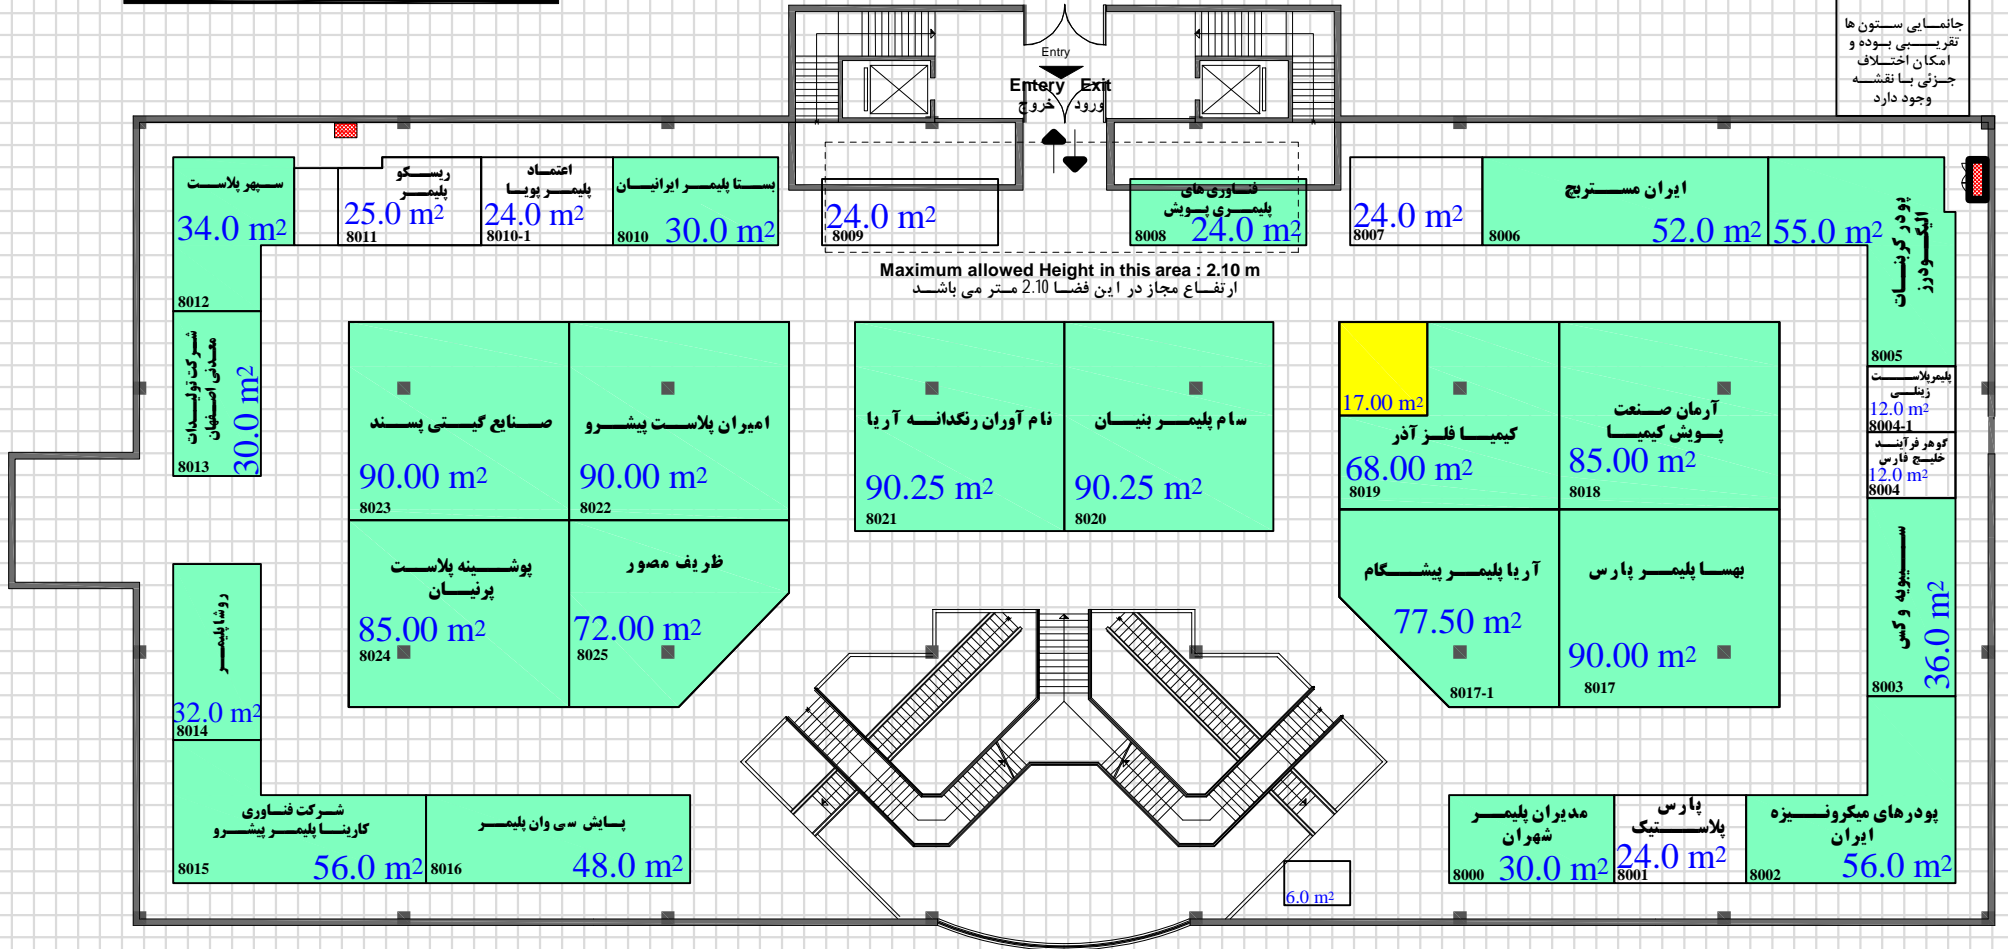 جانمایی ستون ها
تقریبی بوده و
امکان اختلاف
جزئی با نقشه
وجود دارد
Entry
Entery Exit
خروج ورود
سپهر پلاست
34.0 m²
8012
ریسکو
پلیمر
25.0 m²
8011
اعتماد
پلیمر پویا
24.0 m²
8010-1
بستا پلیمر ایرانیان
8010
30.0 m²
24.0 m²
8009
فناوری های
پلیمری پویش
8008
24.0 m²
24.0 m²
8007
ایران مستربچ
8006
52.0 m²
55.0 m²
پودر کربنات
الیگودرز
8005
Maximum allowed Height in this area : 2.10 m
ارتفاع مجاز در این فضا 2.10 متر می باشد
شرکت تولیدات
معدنی اصفهان
30.0 m²
8013
صنایع گیتی پسند
90.00 m²
8023
امیران پلاست پیشرو
90.00 m²
8022
نام آوران رنگدانه آریا
90.25 m²
8021
سام پلیمر بنیان
90.25 m²
8020
17.00 m²
کیمیا فلز آذر
68.00 m²
8019
آرمان صنعت
پویش کیمیا
85.00 m²
8018
پلیمرپلاست
زینلی
12.0 m²
8004-1
گوهر فرآیند
خلیج فارس
12.0 m²
8004
پوشینه پلاست
پرنیان
85.00 m²
8024
ظریف مصور
72.00 m²
8025
آریا پلیمر پیشگام
77.50 m²
8017-1
بهسا پلیمر پارس
90.00 m²
8017
سیبویه و کس
36.0 m²
8003
روشا پلیمر
32.0 m²
8014
شرکت فناوری
کارینا پلیمر پیشرو
8015
56.0 m²
پایش سی وان پلیمر
8016
48.0 m²
6.0 m²
مدیران پلیمر
شهران
8000
30.0 m²
پارس
پلاستیک
24.0 m²
8001
پودرهای میکرونیزه
ایران
8002
56.0 m²